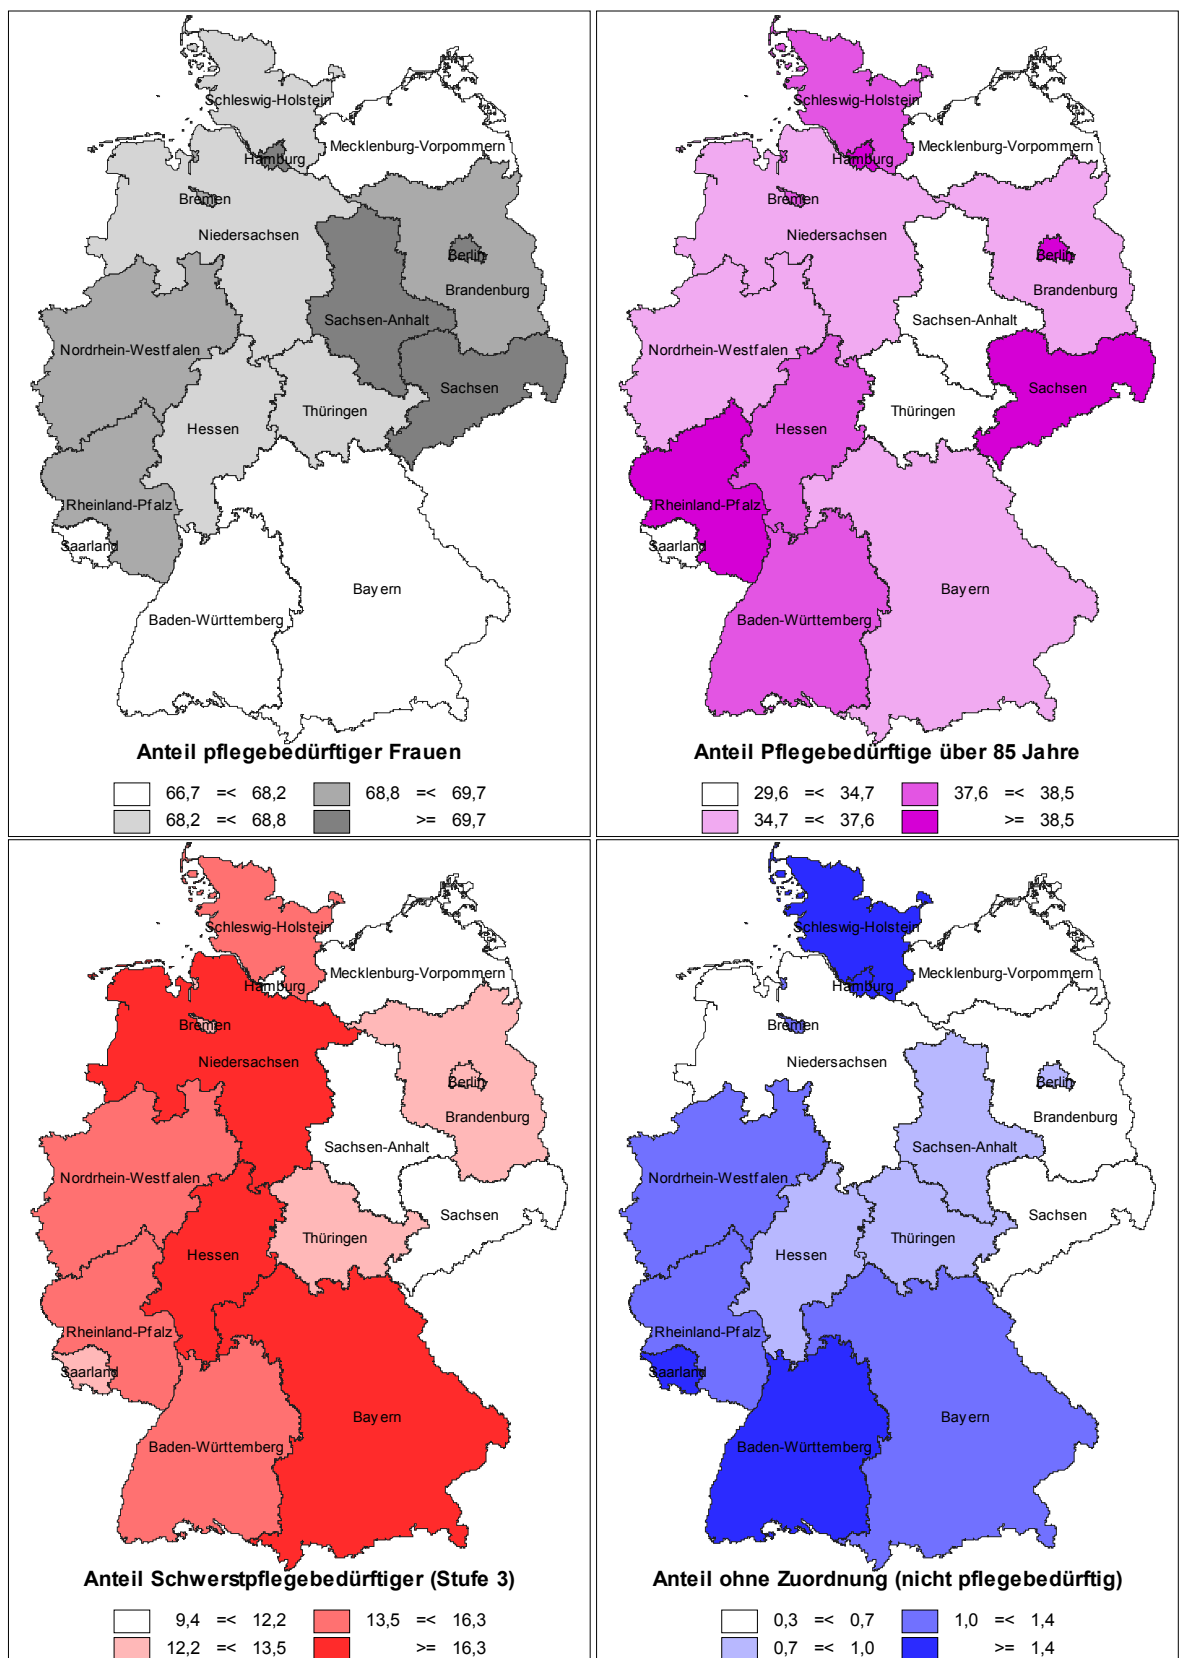 Schleswig-Holstein
Mecklenburg-Vorpommern
Hamburg
Bremen
Niedersachsen
Berlin
Brandenburg
Sachsen-Anhalt
Nordrhein-Westfalen
Sachsen
Thüringen
Hessen
Rheinland-Pfalz
Saarland
Bayern
Baden-Württemberg
Anteil pflegebedürftiger Frauen
66,7 =< 68,2 68,8 =< 69,7
68,2 =< 68,8 >= 69,7
Schleswig-Holstein
Mecklenburg-Vorpommern
Hamburg
Bremen
Niedersachsen
Berlin
Brandenburg
Sachsen-Anhalt
Nordrhein-Westfalen
Sachsen
Thüringen
Hessen
Rheinland-Pfalz
Saarland
Bayern
Baden-Württemberg
Anteil Pflegebedürftige über 85 Jahre
29,6 =< 34,7 37,6 =< 38,5
34,7 =< 37,6 >= 38,5
Schleswig-Holstein
Mecklenburg-Vorpommern
Hamburg
Bremen
Niedersachsen
Berlin
Brandenburg
Sachsen-Anhalt
Nordrhein-Westfalen
Sachsen
Thüringen
Hessen
Rheinland-Pfalz
Saarland
Bayern
Baden-Württemberg
Anteil Schwerstpflegebedürftiger (Stufe 3)
9,4 =< 12,2 13,5 =< 16,3
12,2 =< 13,5 >= 16,3
Schleswig-Holstein
Mecklenburg-Vorpommern
Hamburg
Bremen
Niedersachsen
Berlin
Brandenburg
Sachsen-Anhalt
Nordrhein-Westfalen
Sachsen
Thüringen
Hessen
Rheinland-Pfalz
Saarland
Bayern
Baden-Württemberg
Anteil ohne Zuordnung (nicht pflegebedürftig)
0,3 =< 0,7 1,0 =< 1,4
0,7 =< 1,0 >= 1,4